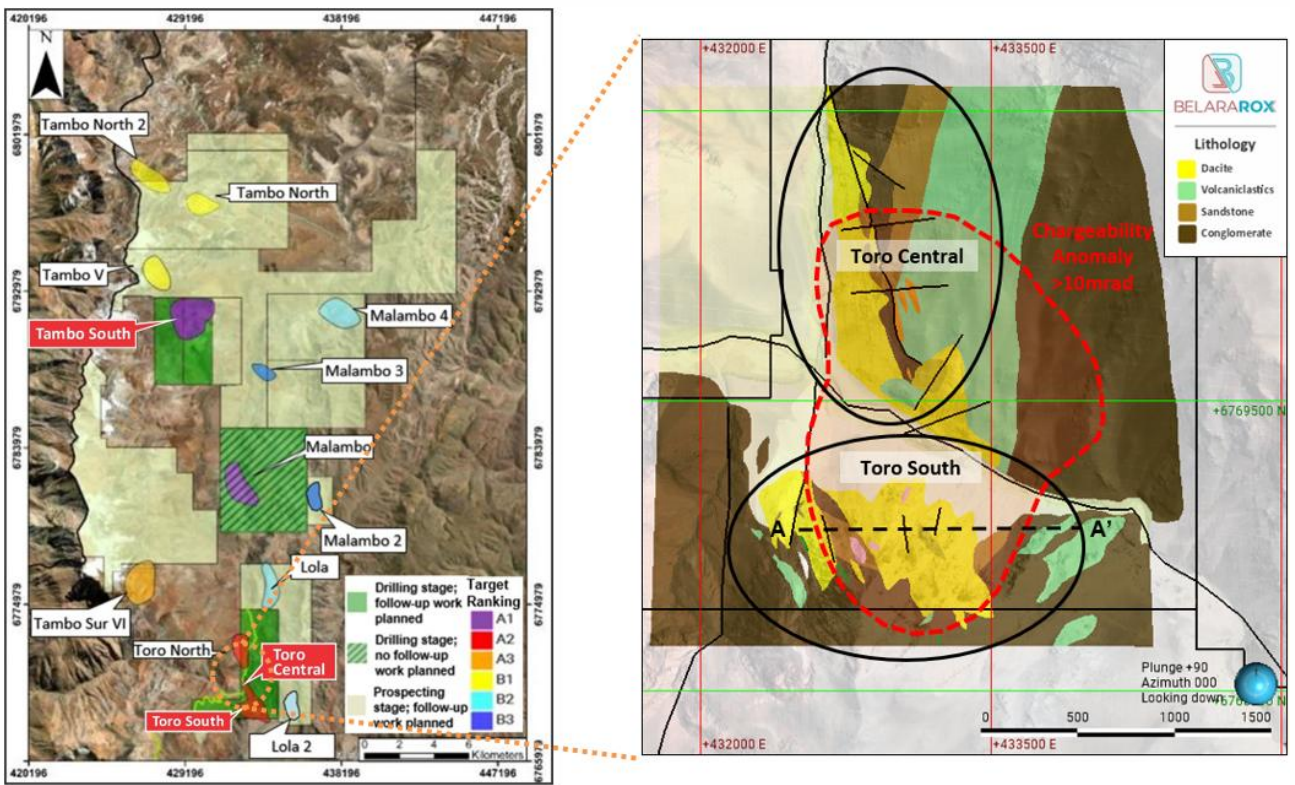 420196
429196
438196
447196
N
6801979
6792979
6783979
6774979
6765979
6801979
6792979
6783979
6774979
Tambo North 2
Tambo North
Tambo V
Tambo South
Malambo 4
Malambo 3
Malambo
Malambo 2
Lola
Tambo Sur VI
Toro North
Toro
Central
Toro South
Lola 2
Drilling stage;
follow-up work
planned
Drilling stage;
no follow-up
work planned
Prospecting
stage; follow-up
work planned
Target
Ranking
A1
A2
A3
B1
B2
B3
0 2 4 6
Kilometers
420196
429196
438196
447196
+432000 E
+433500 E
BELARAROX
Lithology
Dacite
Volcaniclastics
Sandstone
Conglomerate
Chargeability
Anomaly
>10mrad
Toro Central
+6769500 N
Toro South
A
A'
Plunge +90
Azimuth 000
Looking down
0 500 1000 1500
+432000 E
+433500 E